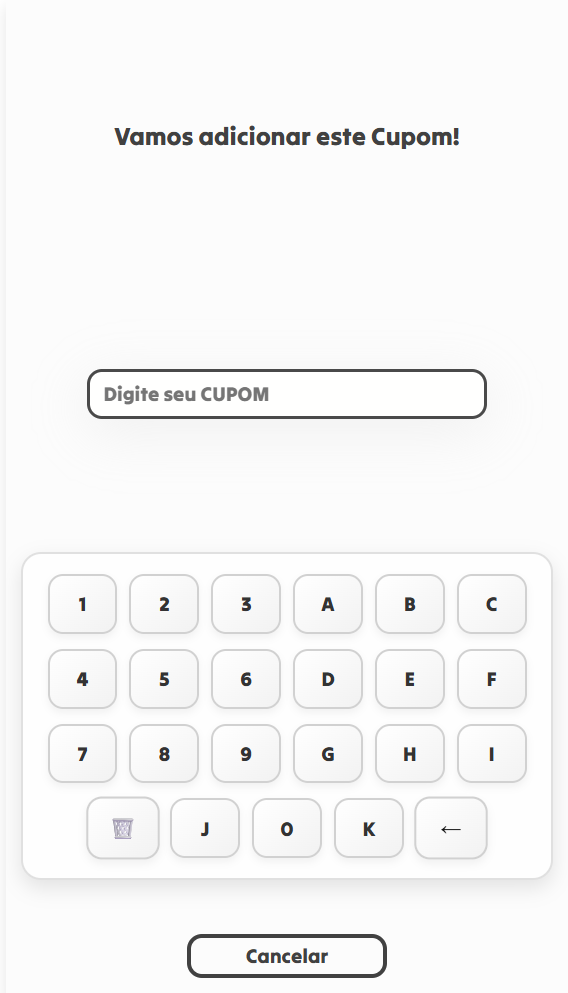 Vamos adicionar este Cupom!
Digite seu CUPOM
1 2 3 A B C
4 5 6 D E F
7 8 9 G H I
J 0 K ←
Cancelar